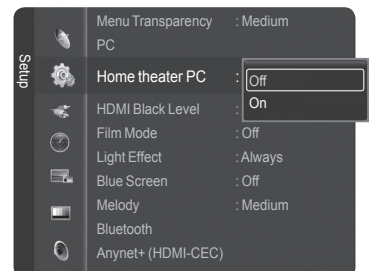 Setup
Menu Transparency : Medium
PC
Home theater PC :
Off
On
HDMI Black Level :
Film Mode : Off
Light Effect : Always
Blue Screen : Off
Melody : Medium
Bluetooth
Anynet+ (HDMI-CEC)